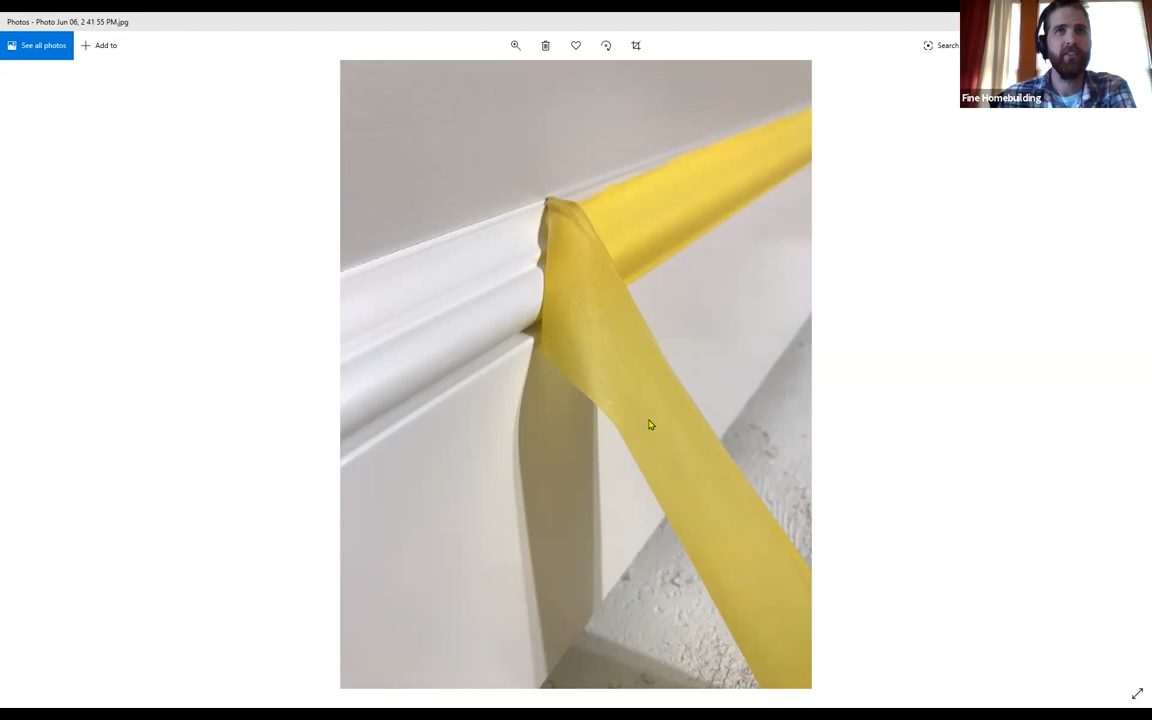 Photos - Photo Jun 06, 2 41 55 PM.jpg
See all photos
Add to
Search
Fine Homebuilding